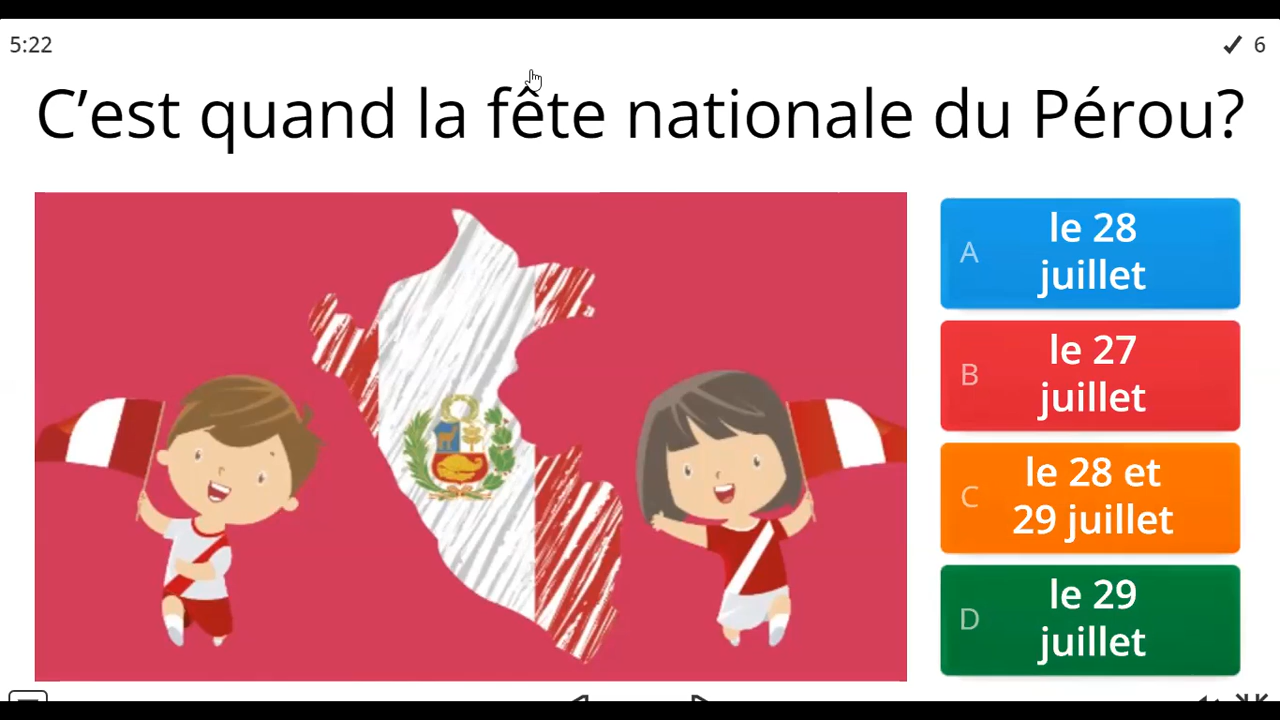 5:22
6
C’est quand la fête nationale du Pérou?
A
le 28
juillet
B
le 27
juillet
C
le 28 et
29 juillet
D
le 29
juillet